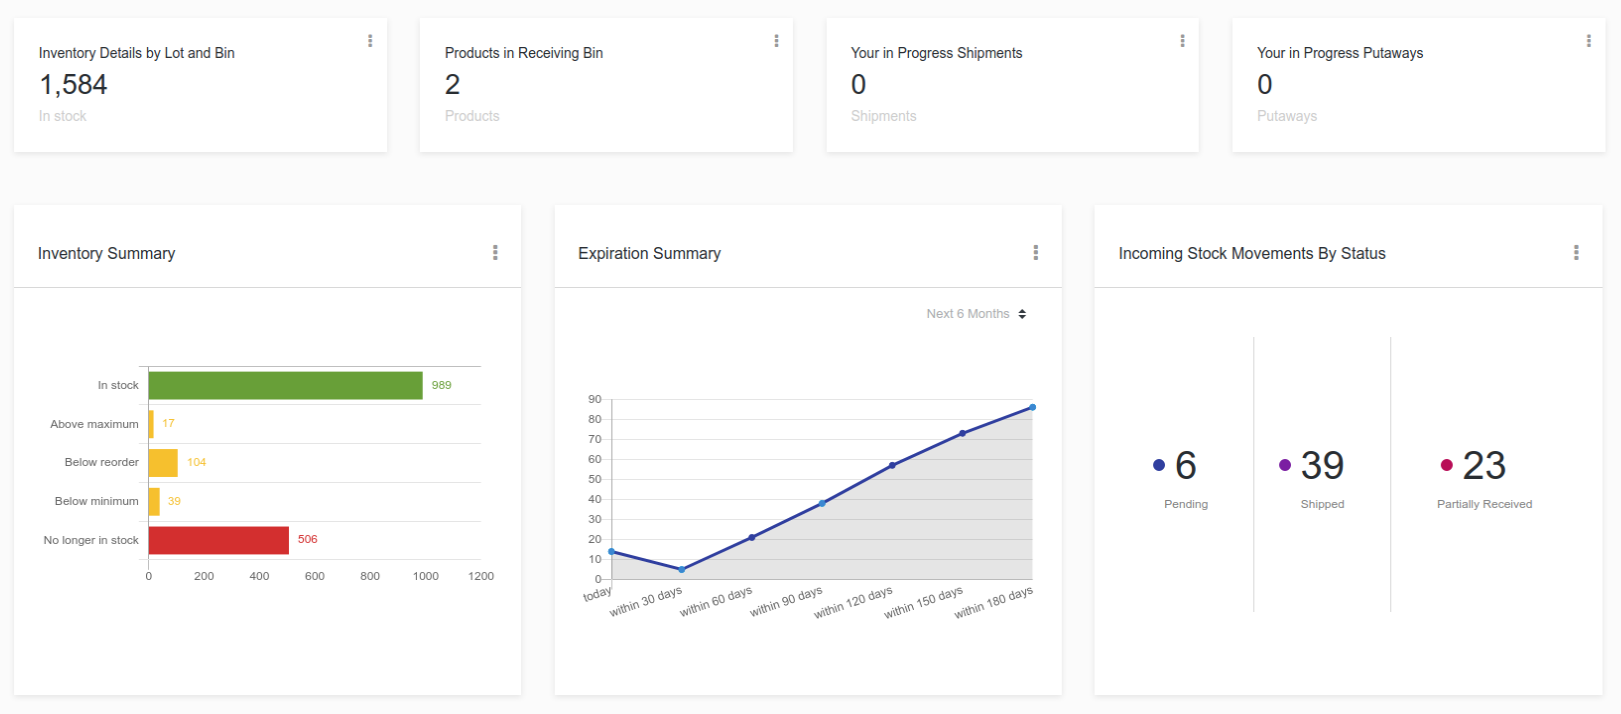 Inventory Details by Lot and Bin
1,584
In stock
Products in Receiving Bin
2
Products
Your in Progress Shipments
0
Shipments
Your in Progress Putaways
0
Putaways
Inventory Summary
In stock
989
Above maximum
17
Below reorder
104
Below minimum
39
No longer in stock
506
0 200 400 600 800 1000 1200
Expiration Summary
Next 6 Months
90
80
70
60
50
40
30
20
10
0
today
within 30 days
within 60 days
within 90 days
within 120 days
within 150 days
within 180 days
Incoming Stock Movements By Status
6
Pending
39
Shipped
23
Partially Received